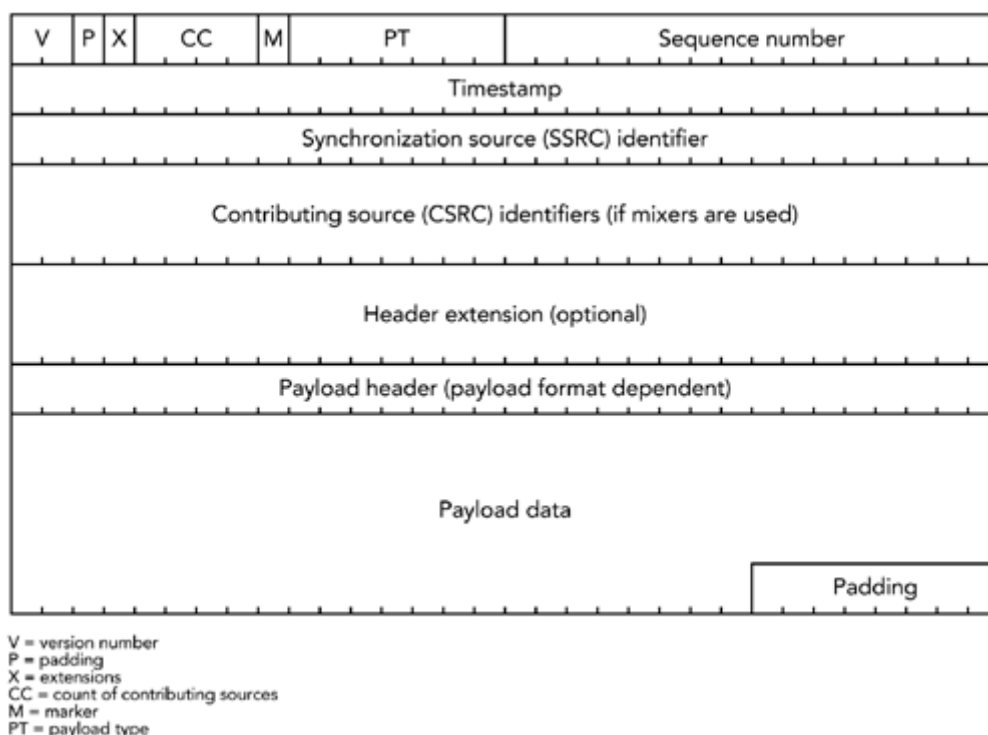 V P X CC M PT Sequence number
Timestamp
Synchronization source (SSRC) identifier
Contributing source (CSRC) identifiers (if mixers are used)
Header extension (optional)
Payload header (payload format dependent)
Payload data
Padding
V = version number
P = padding
X = extensions
CC = count of contributing sources
M = marker
PT = payload type